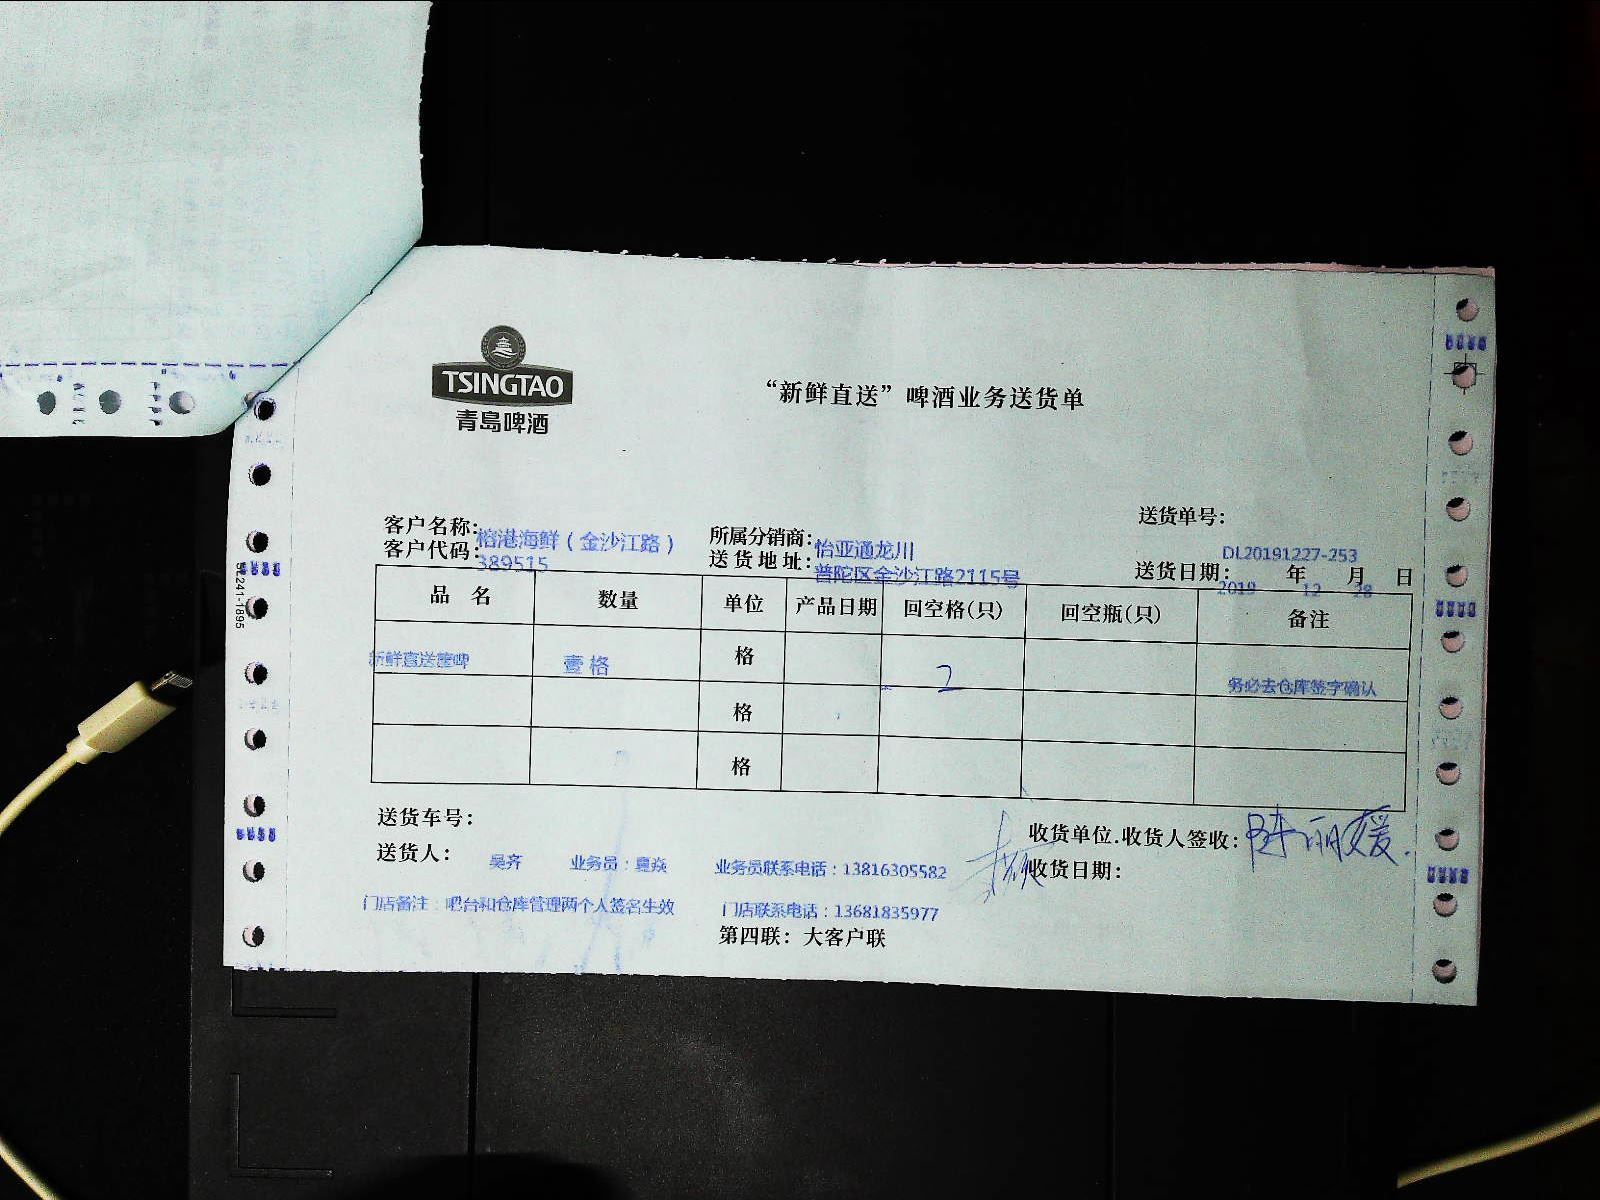 TSINGTAO
青岛啤酒
“新鲜直送”啤酒业务送货单
送货单号:
DL20191227-253
客户名称: 榕港海鲜（金沙江路）
所属分销商: 怡亚通龙川
客户代码: 389515
送货地址: 普陀区金沙江路2115号
送货日期: 2019 年 12 月 28 日
品名 数量 单位 产品日期 回空格(只) 回空瓶(只) 备注
新鲜直送 壹格 格 2 务必去仓库签字确认
格
格
送货车号:
收货单位.收货人签收: 陆丽媛
送货人: 吴齐 业务员: 业务员联系电话: 13816305582
收货日期:
门店备注: 吧台和仓库管理两个人签名生效 门店联系电话: 13681835977
第四联: 大客户联
241-1895